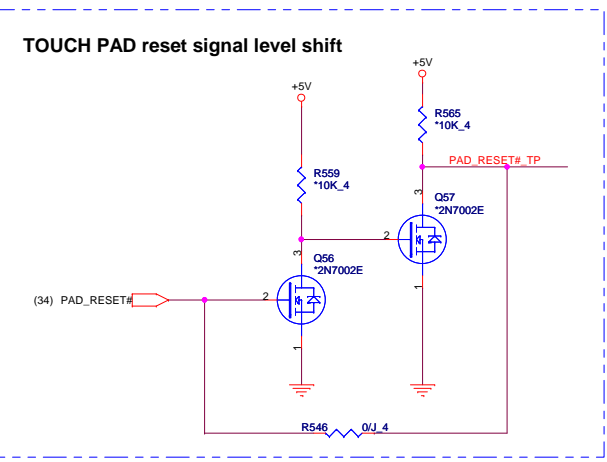 TOUCH PAD reset signal level shift
+5V
+5V
R565
*10K_4
R559
*10K_4
PAD_RESET#_TP
3
Q57
*2N7002E
2
3
Q56
*2N7002E
1
(34) PAD_RESET#
2
1
R546 0/J_4